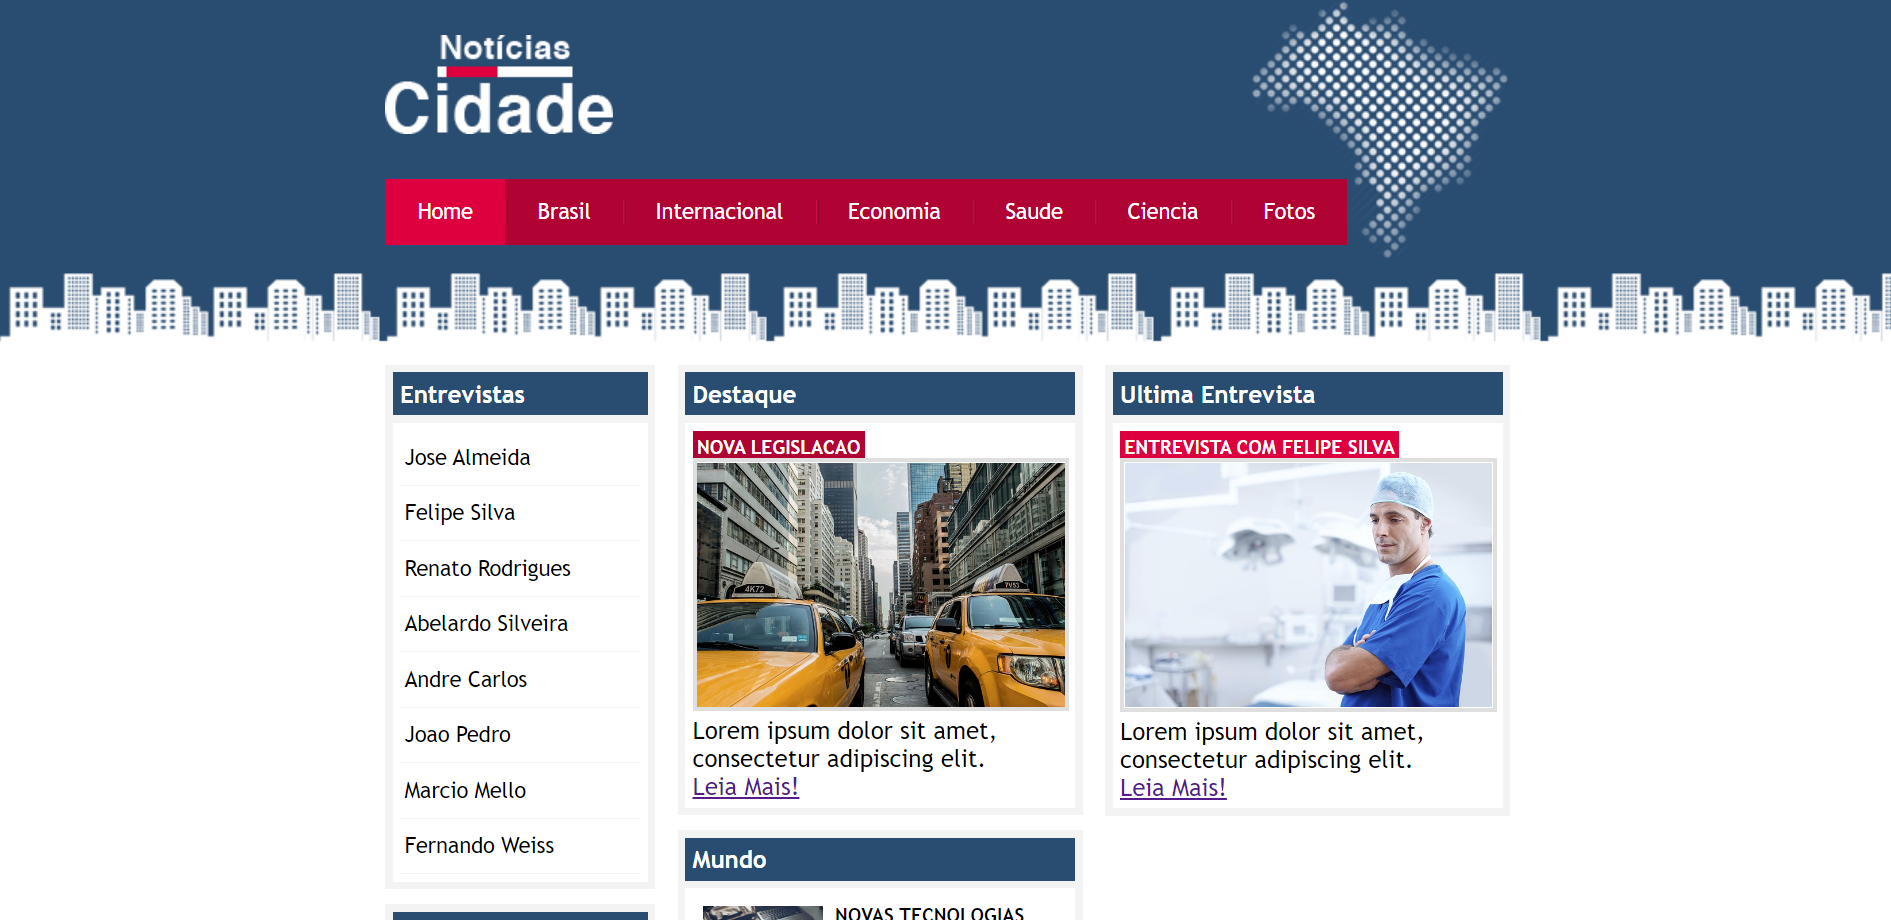 Notícias
Cidade
Home
Brasil
Internacional
Economia
Saude
Ciencia
Fotos
Entrevistas
Jose Almeida
Felipe Silva
Renato Rodrigues
Abelardo Silveira
Andre Carlos
Joao Pedro
Marcio Mello
Fernando Weiss
Destaque
NOVA LEGISLACAO
4K72
7V53
Lorem ipsum dolor sit amet,
consectetur adipiscing elit.
Leia Mais!
Mundo
NOVAS TECNOLOGIAS
Ultima Entrevista
ENTREVISTA COM FELIPE SILVA
Lorem ipsum dolor sit amet,
consectetur adipiscing elit.
Leia Mais!